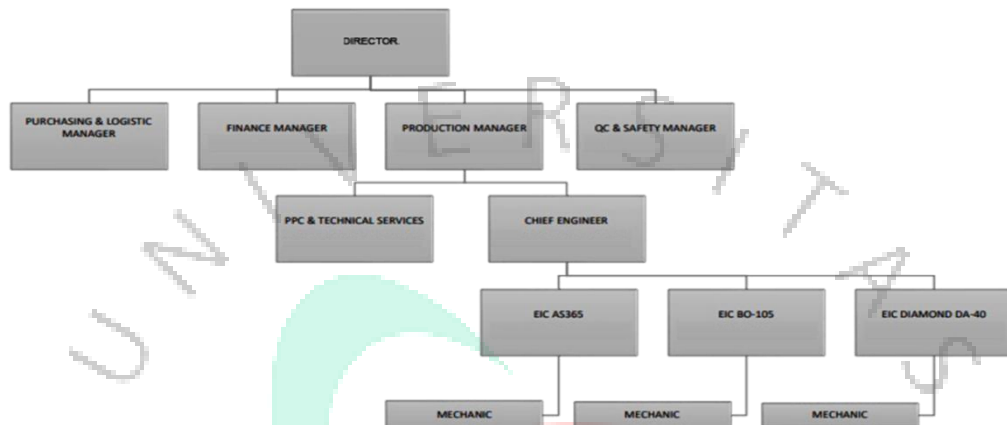 DIRECTOR.
PURCHASING & LOGISTIC
MANAGER
FINANCE MANAGER
PRODUCTION MANAGER
QC & SAFETY MANAGER
PPC & TECHNICAL SERVICES
CHIEF ENGINEER
EIC AS365
EIC BO-105
EIC DIAMOND DA-40
MECHANIC
MECHANIC
MECHANIC
UNIVERSITAS